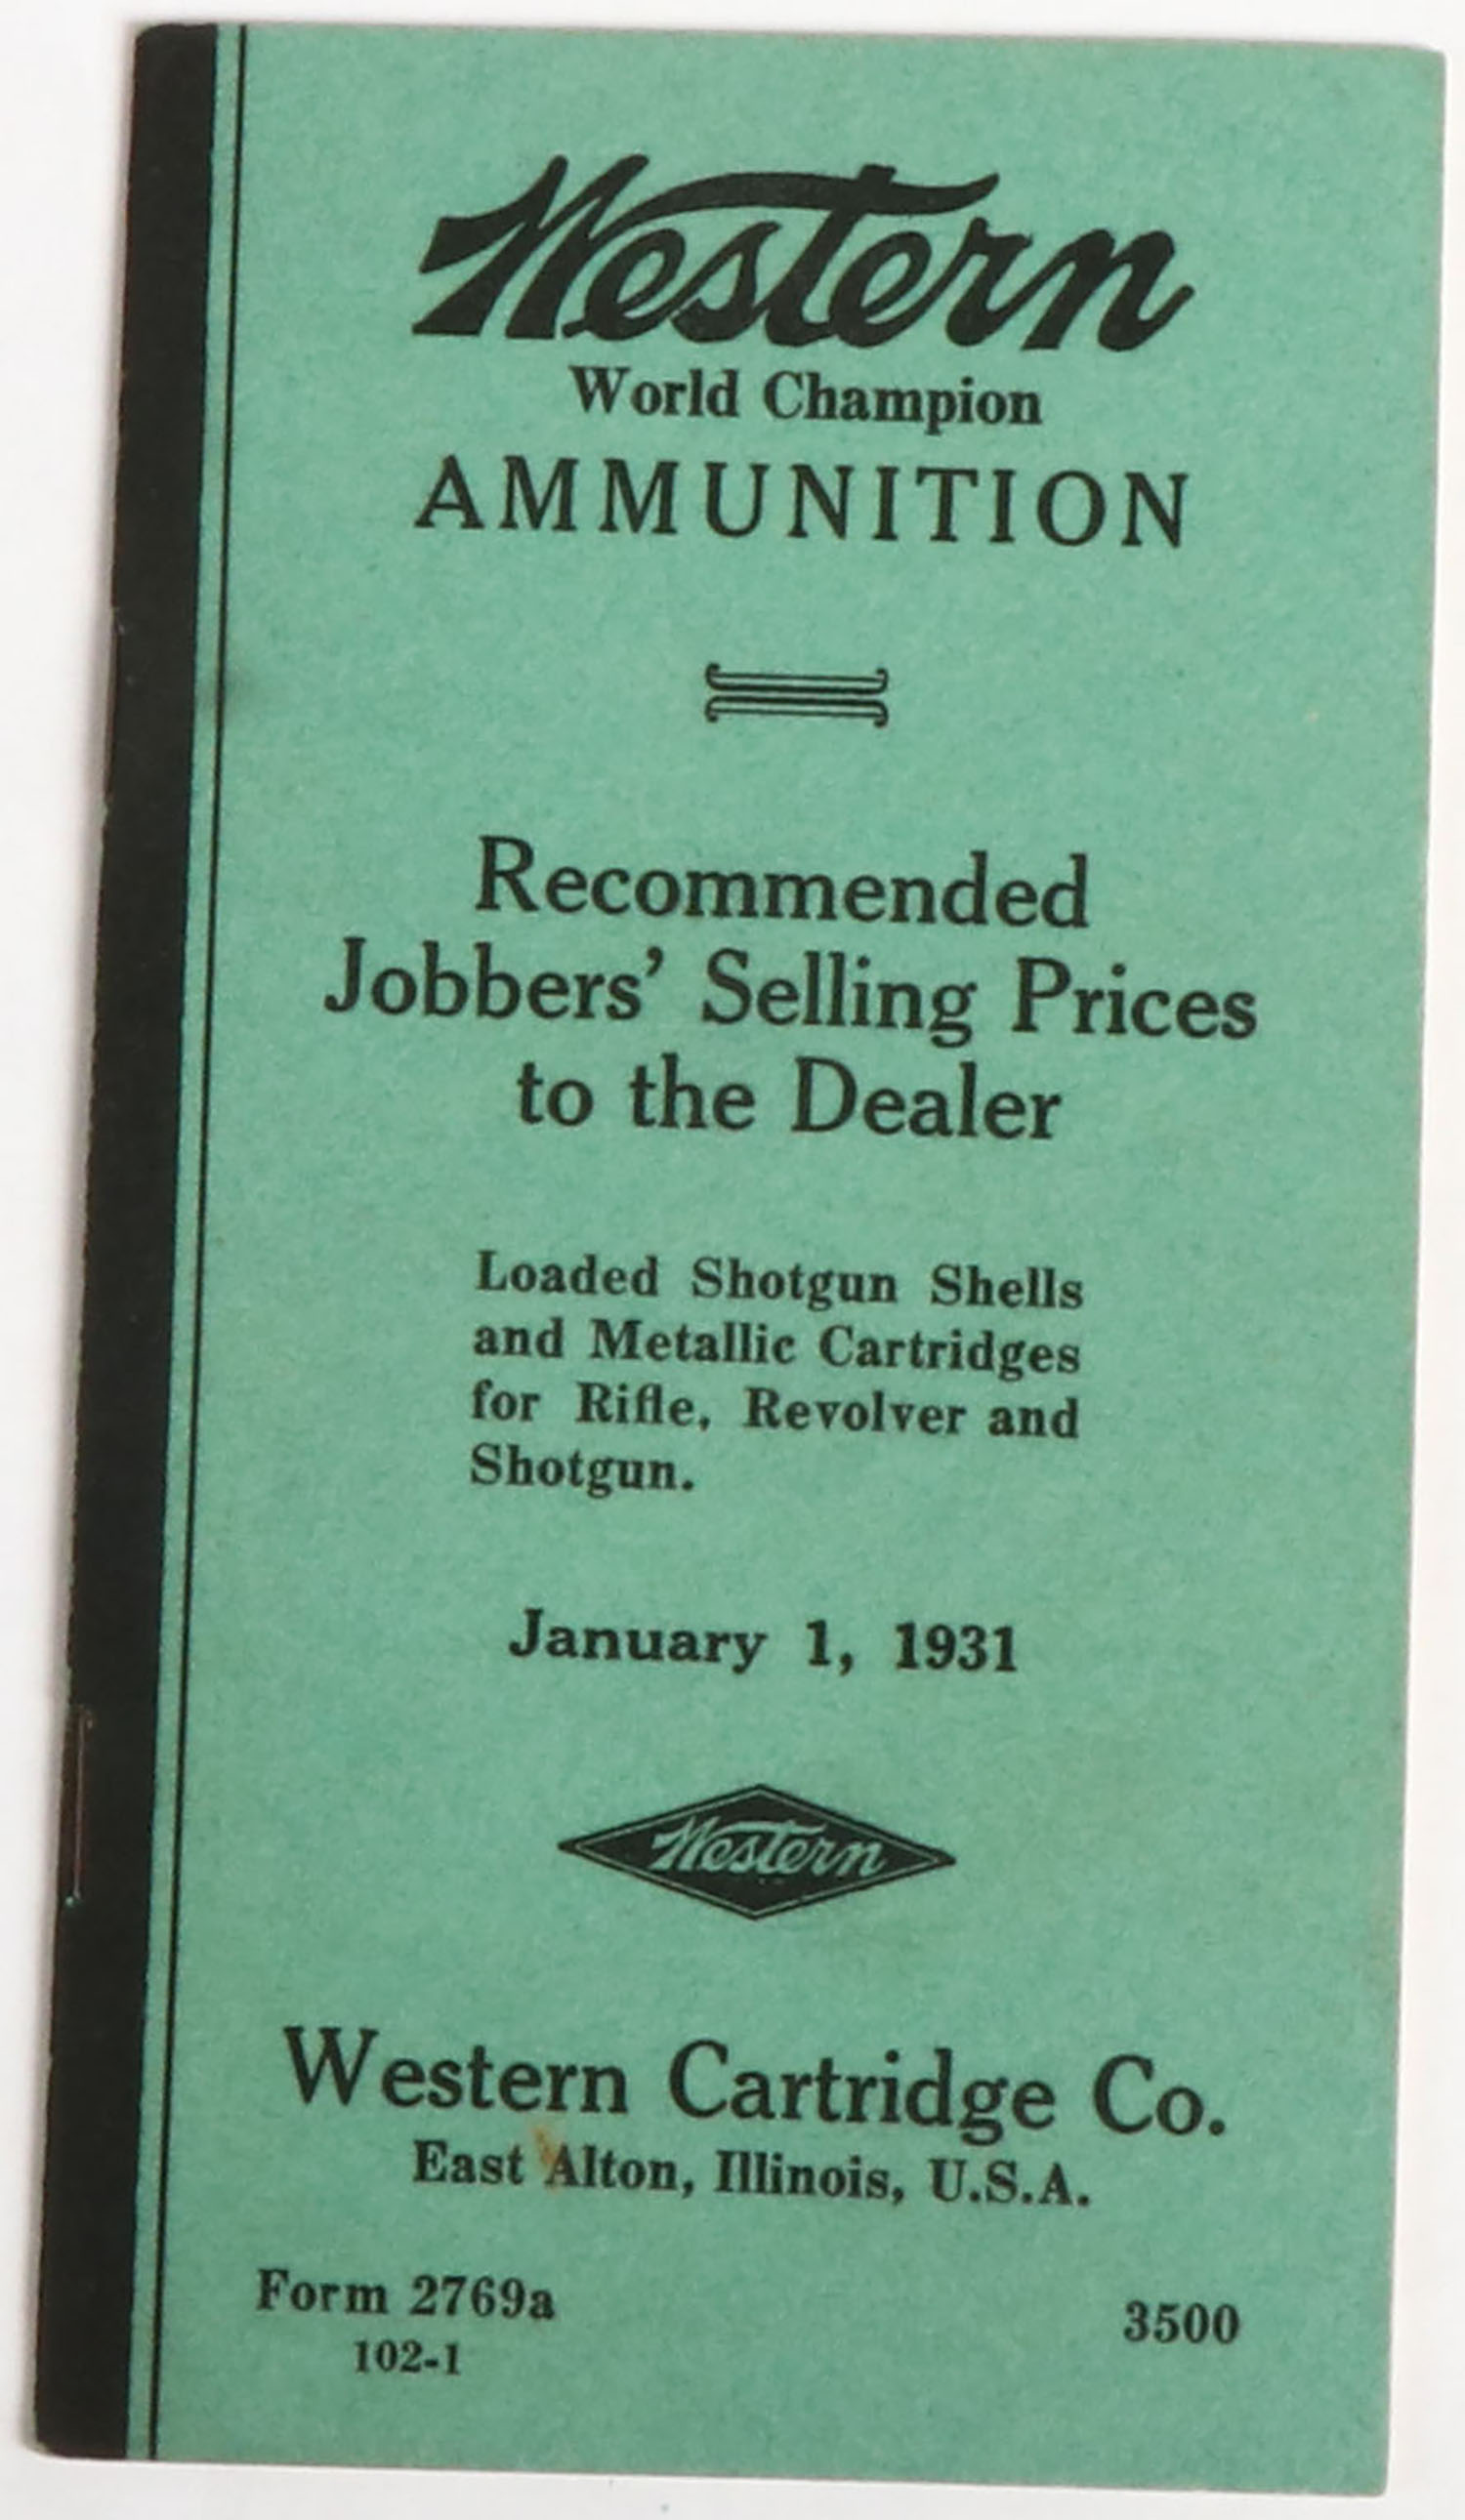 Western
World Champion
AMMUNITION
Recommended
Jobbers' Selling Prices
to the Dealer
Loaded Shotgun Shells
and Metallic Cartridges
for Rifle, Revolver and
Shotgun.
January 1, 1931
Western
Western Cartridge Co.
East Alton, Illinois, U.S.A.
Form 2769a 3500
102-1